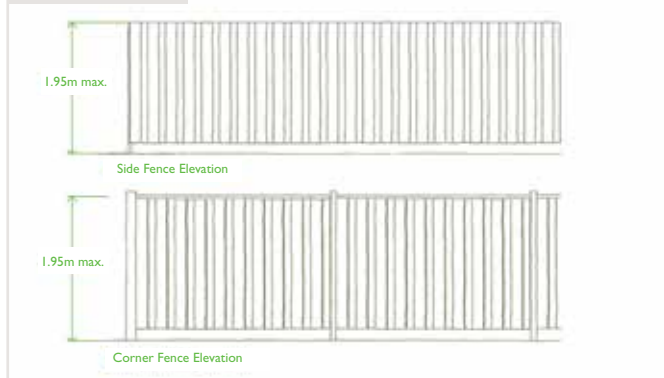 1.95m max.
Side Fence Elevation
1.95m max.
Corner Fence Elevation